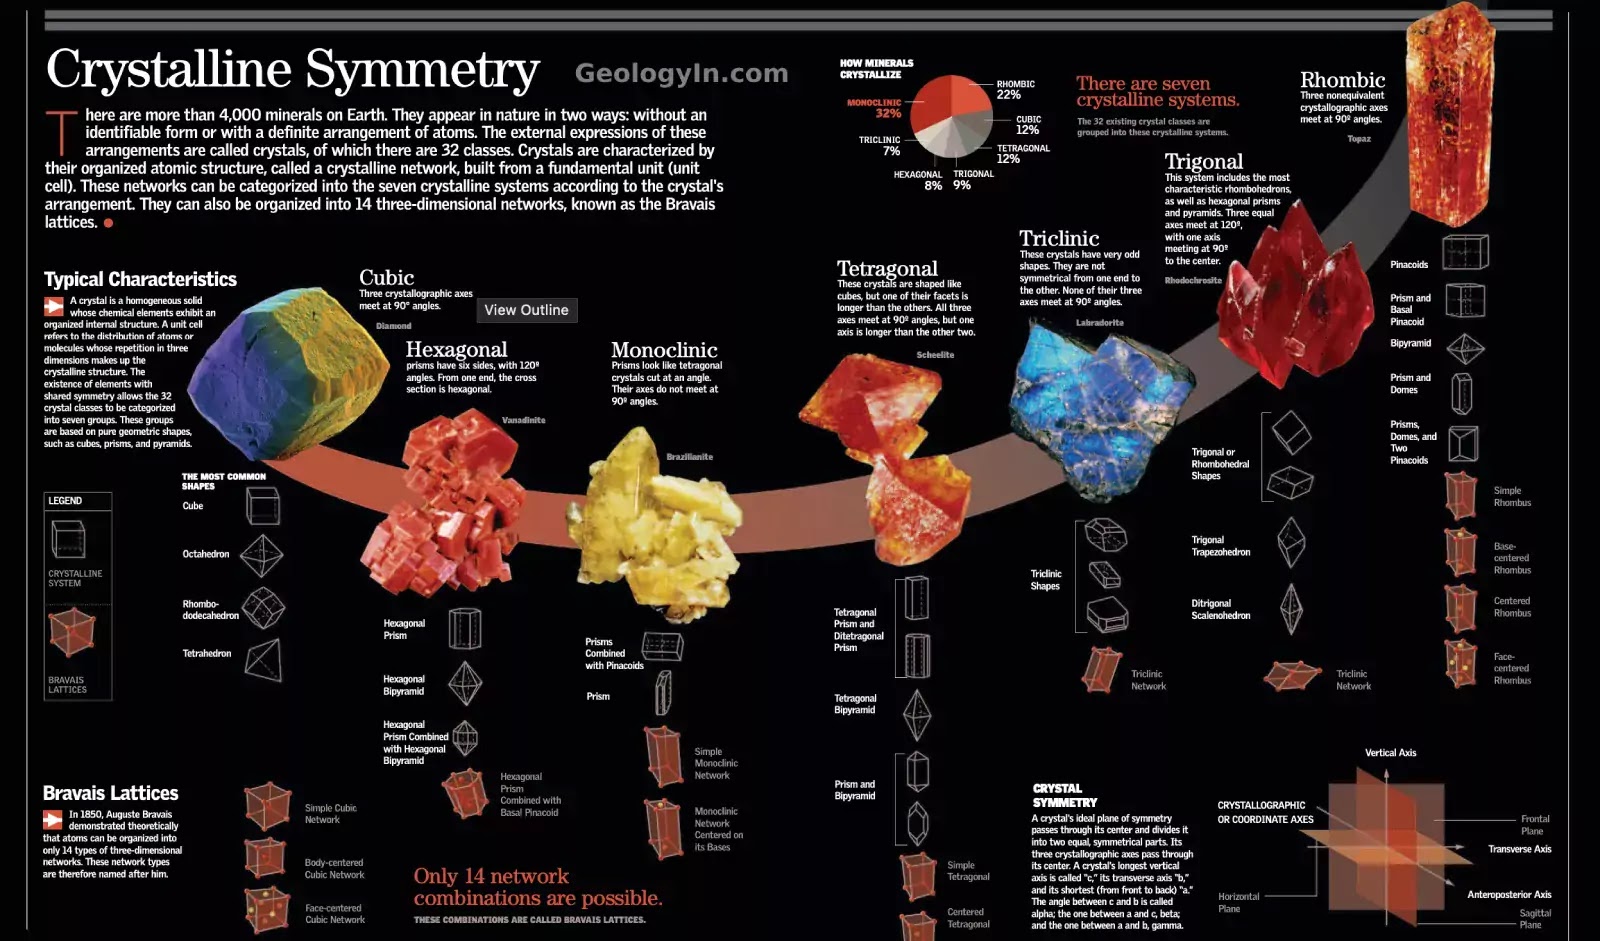 Crystalline Symmetry
GeologyIn.com
There are more than 4,000 minerals on Earth. They appear in nature in two ways: without an
identifiable form or with a definite arrangement of atoms. The external expressions of these
arrangements are called crystals, of which there are 32 classes. Crystals are characterized by
their organized atomic structure, called a crystalline network, built from a fundamental unit (unit
cell). These networks can be categorized into the seven crystalline systems according to the crystal's
arrangement. They can also be organized into 14 three-dimensional networks, known as the Bravais
lattices.
HOW MINERALS
CRYSTALLIZE
MONOCLINIC
32%
TRICLINIC
7%
HEXAGONAL
8%
TRIGONAL
9%
TETRAGONAL
12%
CUBIC
12%
RHOMBIC
22%
There are seven
crystalline systems.
The 32 existing crystal classes are
grouped into these crystalline systems.
Typical Characteristics
A crystal is a homogeneous solid
whose chemical elements exhibit an
organized internal structure. A unit cell
refers to the distribution of atoms or
molecules whose repetition in three
dimensions makes up the
crystalline structure. The
existence of elements with
shared symmetry allows the 32
crystal classes to be categorized
into seven groups. These groups
are based on pure geometric shapes,
such as cubes, prisms, and pyramids.
LEGEND
CRYSTALLINE
SYSTEM
BRAVAIS
LATTICES
Cubic
Three crystallographic axes
meet at 90° angles.
Diamond
View Outline
THE MOST COMMON
SHAPES
Cube
Octahedron
Rhombo-
dodecahedron
Tetrahedron
Simple Cubic
Network
Body-centered
Cubic Network
Face-centered
Cubic Network
Hexagonal
prisms have six sides, with 120º
angles. From one end, the cross
section is hexagonal.
Vanadinite
Hexagonal
Prism
Hexagonal
Bipyramid
Hexagonal
Prism Combined
with Hexagonal
Bipyramid
Hexagonal
Prism
Combined with
Basal Pinacoid
Monoclinic
Prisms look like tetragonal
crystals cut at an angle.
Their axes do not meet at
90º angles.
Brazilianite
Prisms
Combined
with Pinacoids
Prism
Simple
Monoclinic
Network
Monoclinic
Network
Centered on
its Bases
Tetragonal
These crystals are shaped like
cubes, but one of their facets is
longer than the others. All three
axes meet at 90º angles, but one
axis is longer than the other two.
Scheelite
Tetragonal
Prism and
Ditetragonal
Prism
Tetragonal
Bipyramid
Prism and
Bipyramid
Simple
Tetragonal
Centered
Tetragonal
Triclinic
These crystals have very odd
shapes. They are not
symmetrical from one end to
the other. None of their three
axes meet at 90º angles.
Labradorite
Triclinic
Shapes
Triclinic
Network
Trigonal
This system includes the most
characteristic rhombohedrons,
as well as hexagonal prisms
and pyramids. Three equal
axes meet at 120º,
with one axis
meeting at 90º
to the center.
Rhodochrosite
Trigonal or
Rhombohedral
Shapes
Trigonal
Trapezohedron
Ditrigonal
Scalenohedron
Triclinic
Network
Rhombic
Three nonequivalent
crystallographic axes
meet at 90º angles.
Topaz
Pinacoids
Prism and
Basal
Pinacoid
Bipyramid
Prism and
Domes
Prisms,
Domes, and
Two
Pinacoids
Simple
Rhombus
Base-
centered
Rhombus
Centered
Rhombus
Face-
centered
Rhombus
Bravais Lattices
In 1850, Auguste Bravais
demonstrated theoretically
that atoms can be organized into
only 14 types of three-dimensional
networks. These network types
are therefore named after him.
Only 14 network
combinations are possible.
THESE COMBINATIONS ARE CALLED BRAVAIS LATTICES.
CRYSTAL
SYMMETRY
A crystal's ideal plane of symmetry
passes through its center and divides it
into two equal, symmetrical parts. Its
three crystallographic axes pass through
its center. A crystal's longest vertical
axis is called "c," its transverse axis "b,"
and its shortest (from front to back) "a."
The angle between c and b is called
alpha; the one between a and c, beta;
and the one between a and b, gamma.
CRYSTALLOGRAPHIC
OR COORDINATE AXES
Vertical Axis
Frontal
Plane
Transverse Axis
Anteroposterior Axis
Horizontal
Plane
Sagittal
Plane